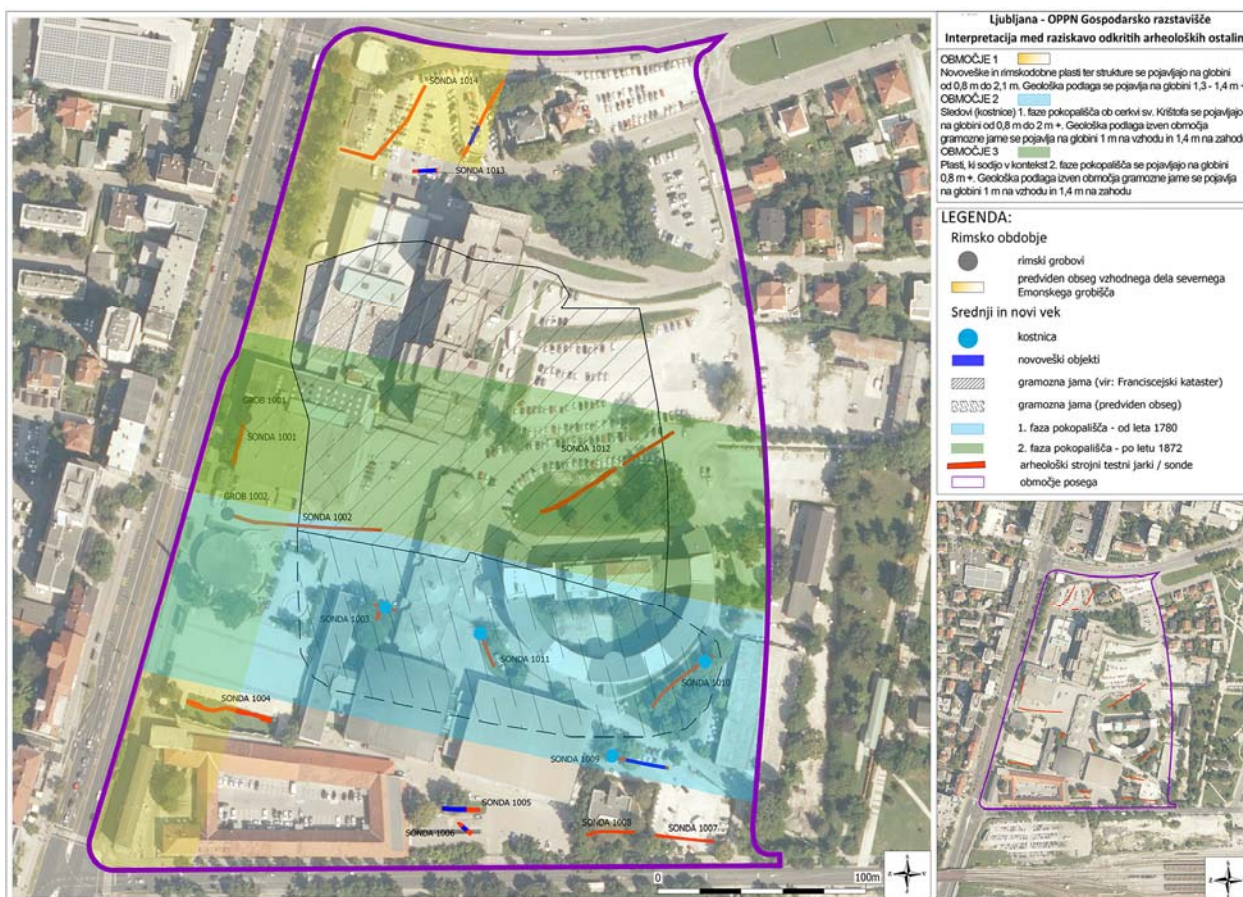 Ljubljana - OPPN Gospodarsko razstavišče
Interpretacija med raziskavo odkritih arheoloških ostalin
OBMOČJE 1
Novoveške in rimskodobne plasti ter strukture se pojavljajo na globini
od 0,8 m do 2,1 m. Geološka podlaga se pojavlja na globini 1,3 - 1,4 m +
OBMOČJE 2
Sledovi (kostnice) 1. faze pokopališča ob cerkvi sv. Krištofa se pojavljajo
na globini od 0,8 m do 2 m +. Geološka podlaga izven območja
gramozne jame se pojavlja na globini 1 m na vzhodu in 1,4 m na zahodu
OBMOČJE 3
Plasti, ki sodijo v kontekst 2. faze pokopališča se pojavljajo na globini
0,8 m +. Geološka podlaga izven območja gramozne jame se pojavlja
na globini 1 m na vzhodu in 1,4 m na zahodu
LEGENDA:
Rimsko obdobje
rimski grobovi
predviden obseg vzhodnega dela severnega
Emonskega grobišča
Srednji in novi vek
kostnica
novoveški objekti
gramozna jama (vir: Franciscejski kataster)
gramozna jama (predviden obseg)
1. faza pokopališča - od leta 1780
2. faza pokopališča - po letu 1872
arheološki strojni testni jarki / sonde
območje posega
SONDA 1014
SONDA 1013
GROB 1001
SONDA 1001
SONDA 1012
GROB 1002
SONDA 1002
SONDA 1003
SONDA 1011
SONDA 1010
SONDA 1004
SONDA 1009
SONDA 1005
SONDA 1006
SONDA 1008
SONDA 1007
0
100m